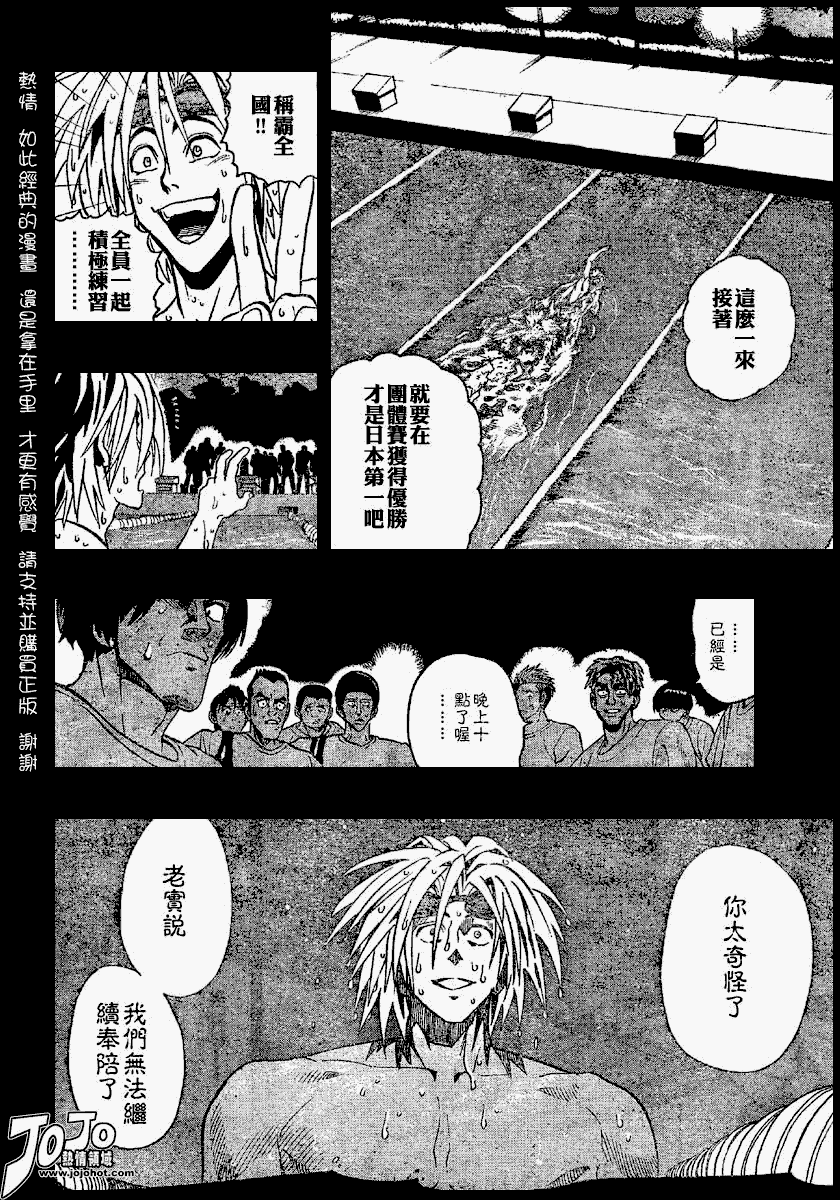 這麼一來
接著
就要在
團體賽獲得優勝
才是日本第一吧
稱霸全
國!!
全員一起
積極練習
…………
……
……
已經是
晚上十
點了喔
………
你太奇怪了
老實説
我們無法繼
續奉陪了
熱情 如此經典的漫畫 還是拿在手里 才更有感覺 請支持並購買正版 謝謝
JOJO
熱情領域
www.jojohot.com